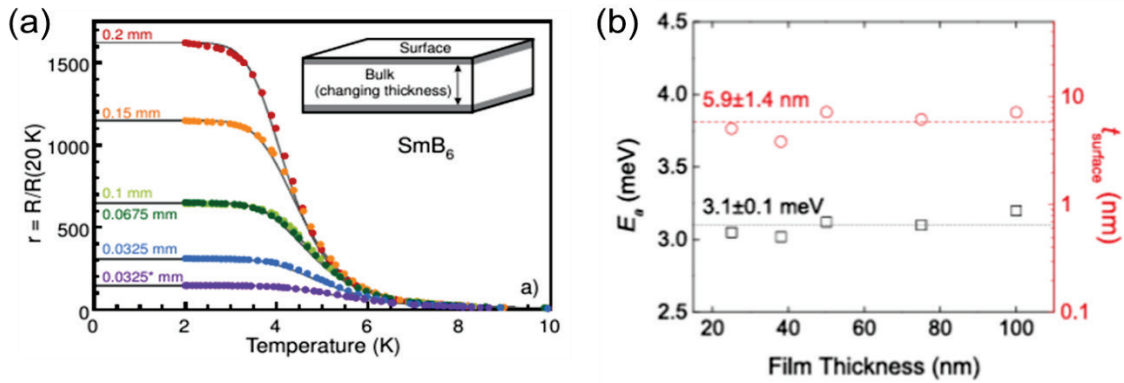 (a)
r = R/R(20 K)
1500
1000
500
0
0.2 mm
0.15 mm
0.1 mm
0.0675 mm
0.0325 mm
0.0325* mm
Surface
Bulk
(changing thickness)
SmB6
a)
0 2 4 6 8 10
Temperature (K)
(b)
Ea (meV)
4.5
4.0
3.5
3.0
2.5
5.9±1.4 nm
3.1±0.1 meV
10
1
0.1
tsurface (nm)
20 40 60 80 100
Film Thickness (nm)